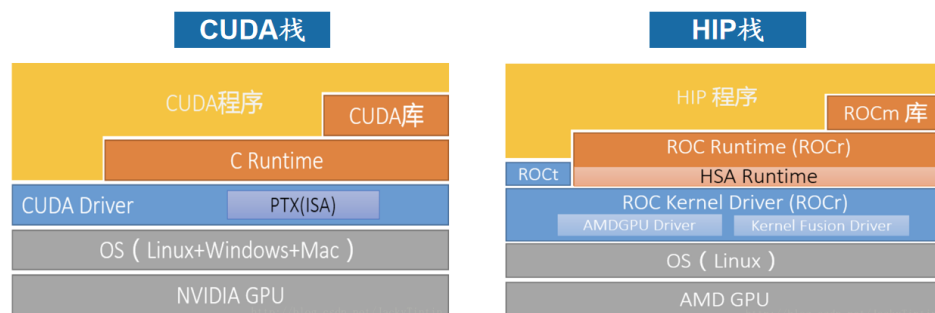 CUDA栈
CUDA程序
CUDA库
C Runtime
CUDA Driver
PTX(ISA)
OS ( Linux+Windows+Mac )
NVIDIA GPU
HIP栈
HIP 程序
ROCm 库
ROC Runtime (ROCr)
ROCt
HSA Runtime
ROC Kernel Driver (ROCr)
AMDGPU Driver
Kernel Fusion Driver
OS ( Linux )
AMD GPU